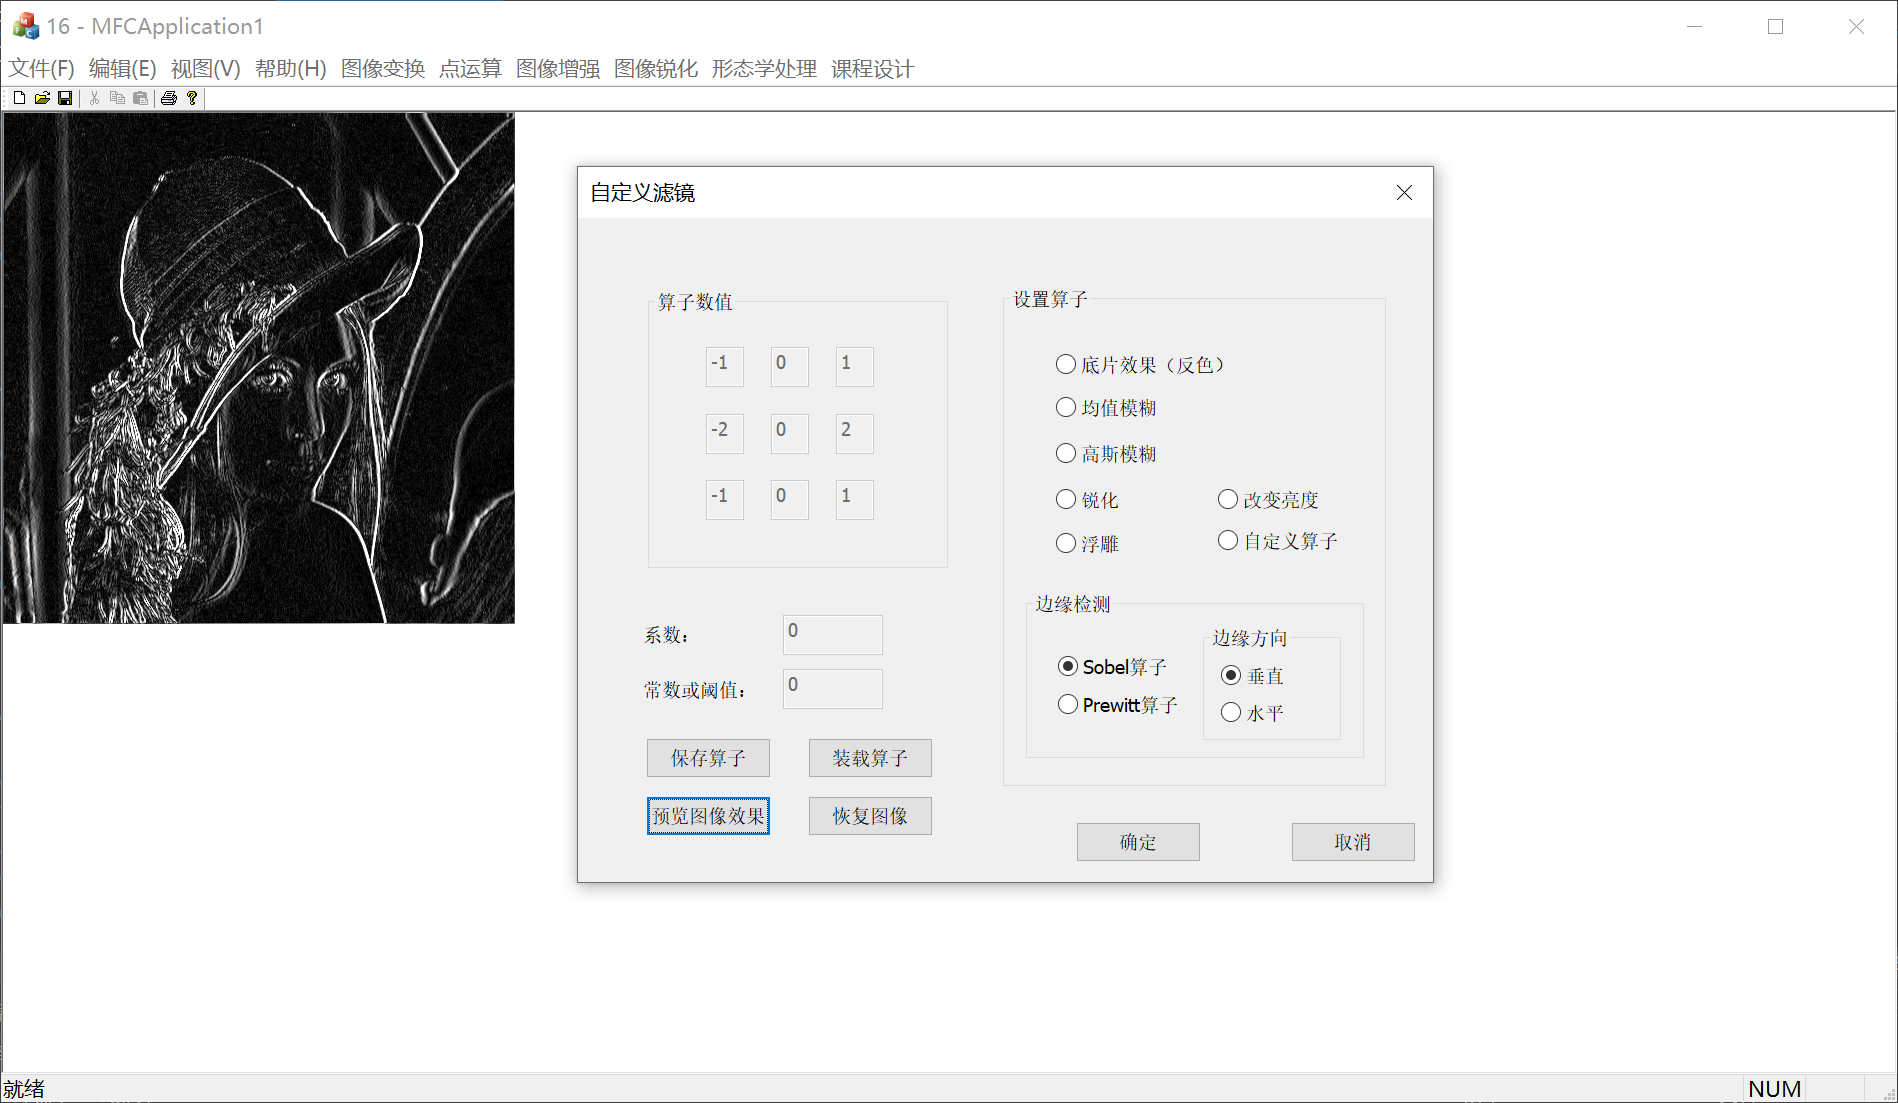 16 - MFCApplication1
文件(F) 编辑(E) 视图(V) 帮助(H) 图像变换 点运算 图像增强 图像锐化 形态学处理 课程设计
自定义滤镜
算子数值
-1 0 1
-2 0 2
-1 0 1
系数： 0
常数或阈值： 0
保存算子 装载算子
预览图像效果 恢复图像
设置算子
底片效果（反色）
均值模糊
高斯模糊
锐化 改变亮度
浮雕 自定义算子
边缘检测
边缘方向
Sobel算子 垂直
Prewitt算子 水平
确定 取消
就绪 NUM